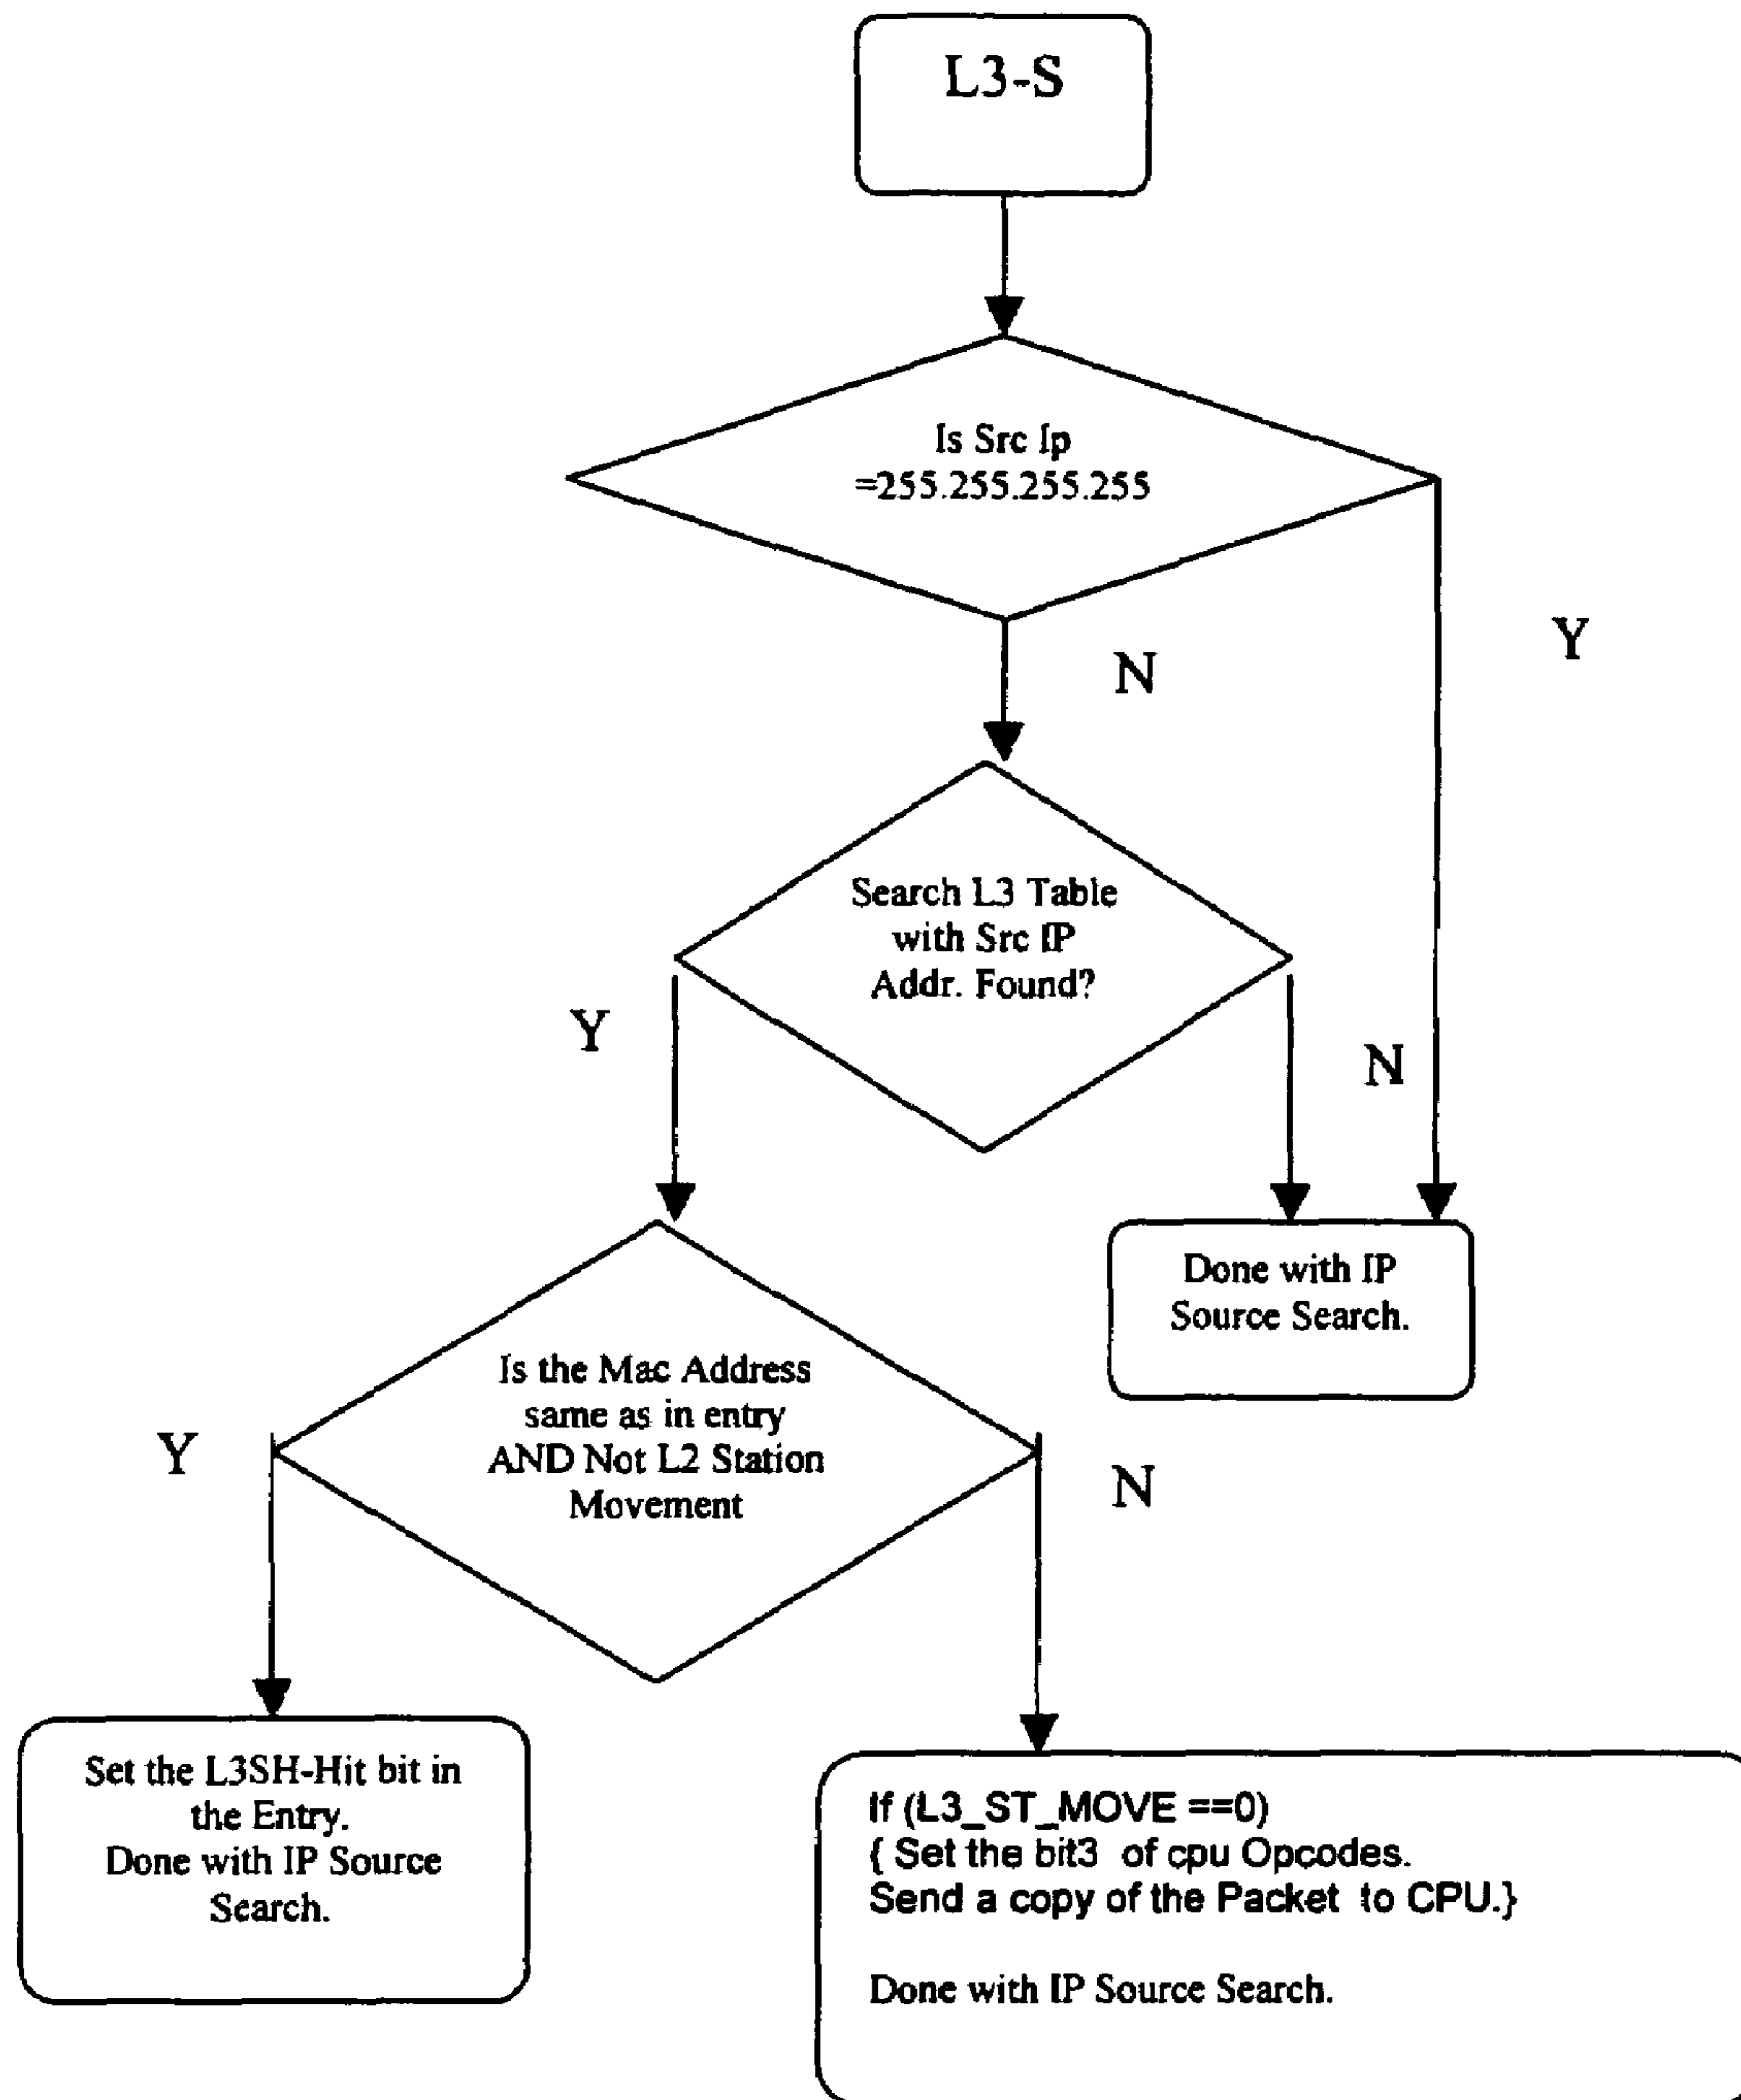 L3-S
Is Src Ip
=255.255.255.255
Y
N
Search L3 Table
with Src IP
Addr. Found?
Y
N
Done with IP
Source Search.
Is the Mac Address
same as in entry
AND Not L2 Station
Movement
Y
N
Set the L3SH-Hit bit in
the Entry.
Done with IP Source
Search.
If (L3_ST_MOVE ==0)
{ Set the bit3 of cpu Opcodes.
Send a copy of the Packet to CPU.}
Done with IP Source Search.